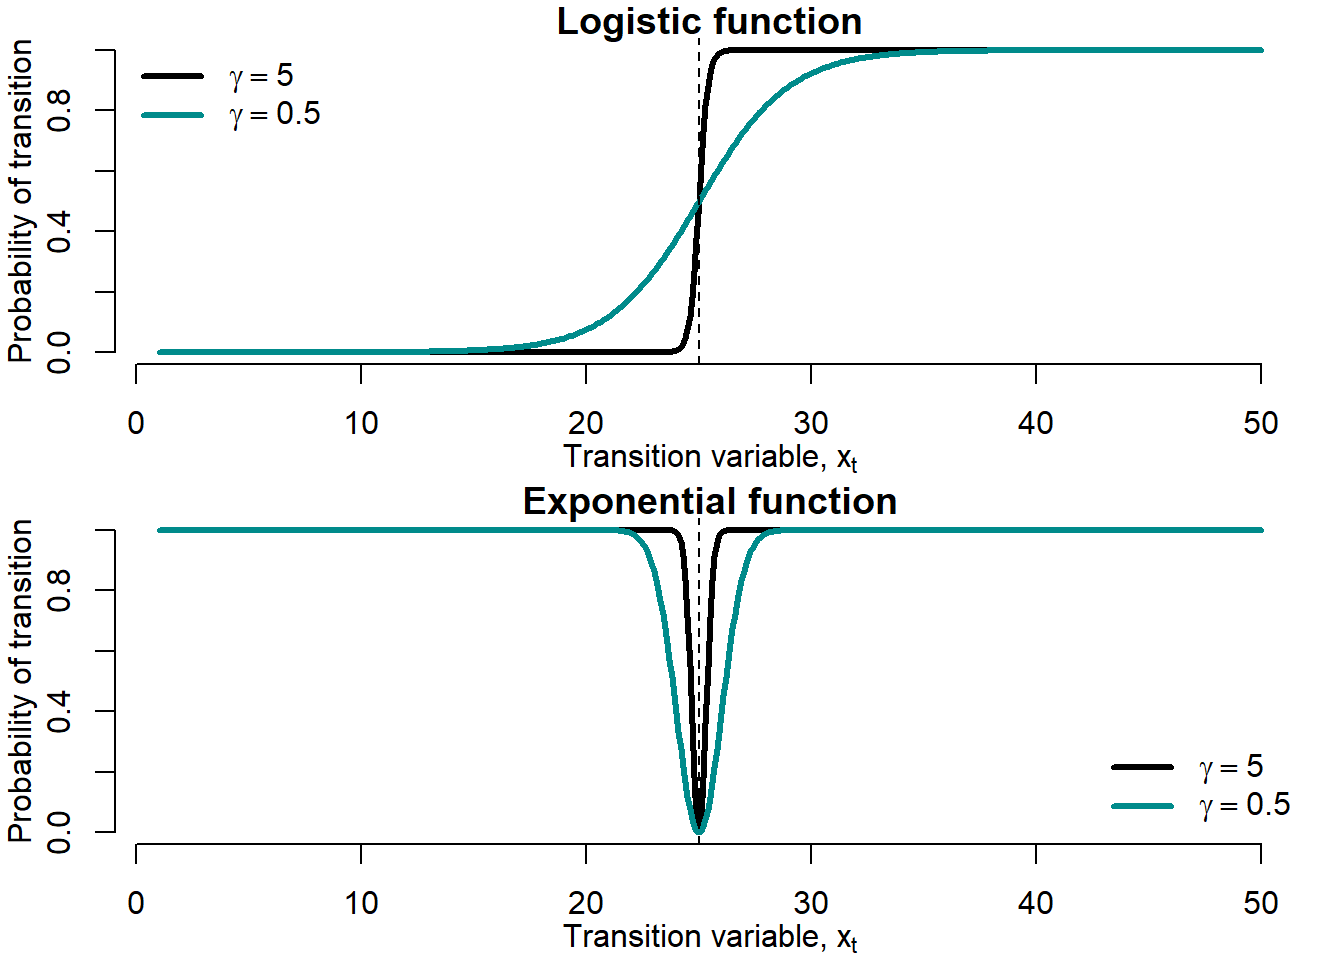 Logistic function
Probability of transition
0.0 0.4 0.8
γ = 5
γ = 0.5
0 10 20 30 40 50
Transition variable, xt
Exponential function
Probability of transition
0.0 0.4 0.8
γ = 5
γ = 0.5
0 10 20 30 40 50
Transition variable, xt